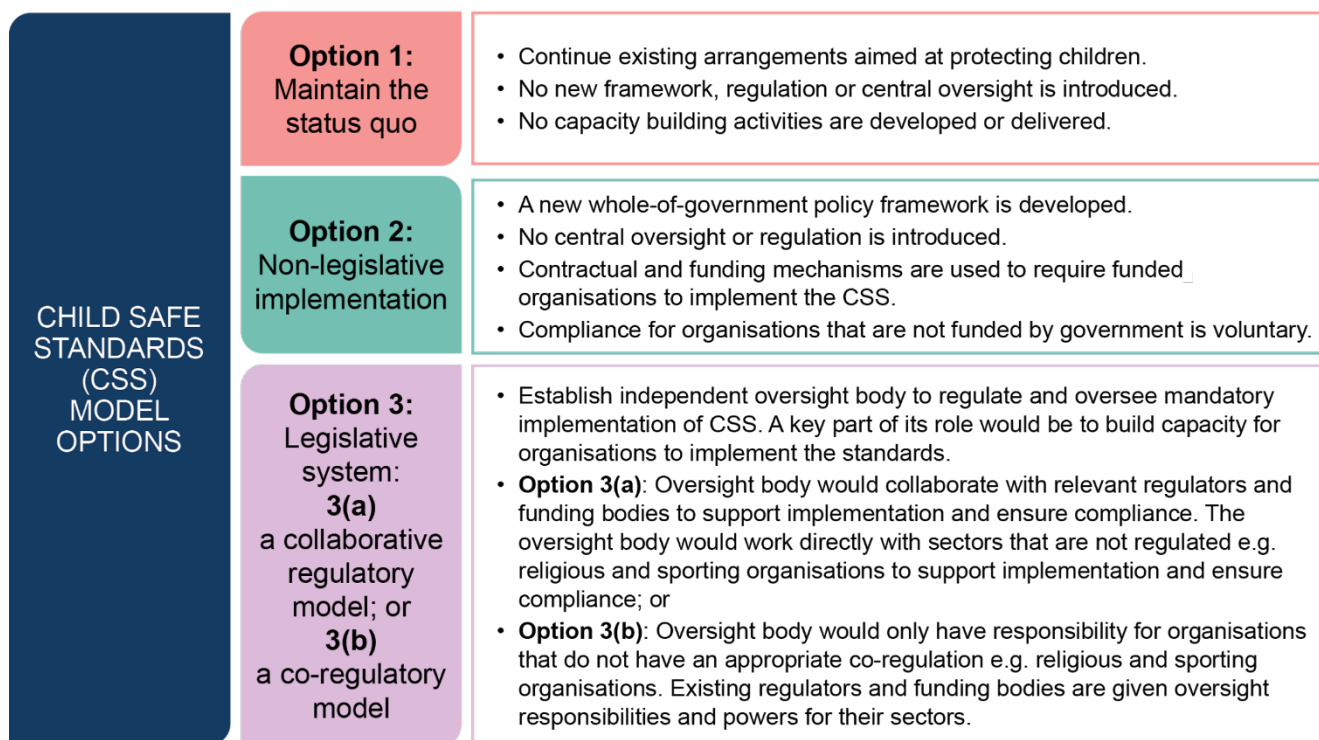 CHILD SAFE
STANDARDS
(CSS)
MODEL
OPTIONS
Option 1:
Maintain the
status quo
• Continue existing arrangements aimed at protecting children.
• No new framework, regulation or central oversight is introduced.
• No capacity building activities are developed or delivered.
Option 2:
Non-legislative
implementation
• A new whole-of-government policy framework is developed.
• No central oversight or regulation is introduced.
• Contractual and funding mechanisms are used to require funded
organisations to implement the CSS.
• Compliance for organisations that are not funded by government is voluntary.
Option 3:
Legislative
system:
3(a)
a collaborative
regulatory
model; or
3(b)
a co-regulatory
model
• Establish independent oversight body to regulate and oversee mandatory
implementation of CSS. A key part of its role would be to build capacity for
organisations to implement the standards.
• Option 3(a): Oversight body would collaborate with relevant regulators and
funding bodies to support implementation and ensure compliance. The
oversight body would work directly with sectors that are not regulated e.g.
religious and sporting organisations to support implementation and ensure
compliance; or
• Option 3(b): Oversight body would only have responsibility for organisations
that do not have an appropriate co-regulation e.g. religious and sporting
organisations. Existing regulators and funding bodies are given oversight
responsibilities and powers for their sectors.